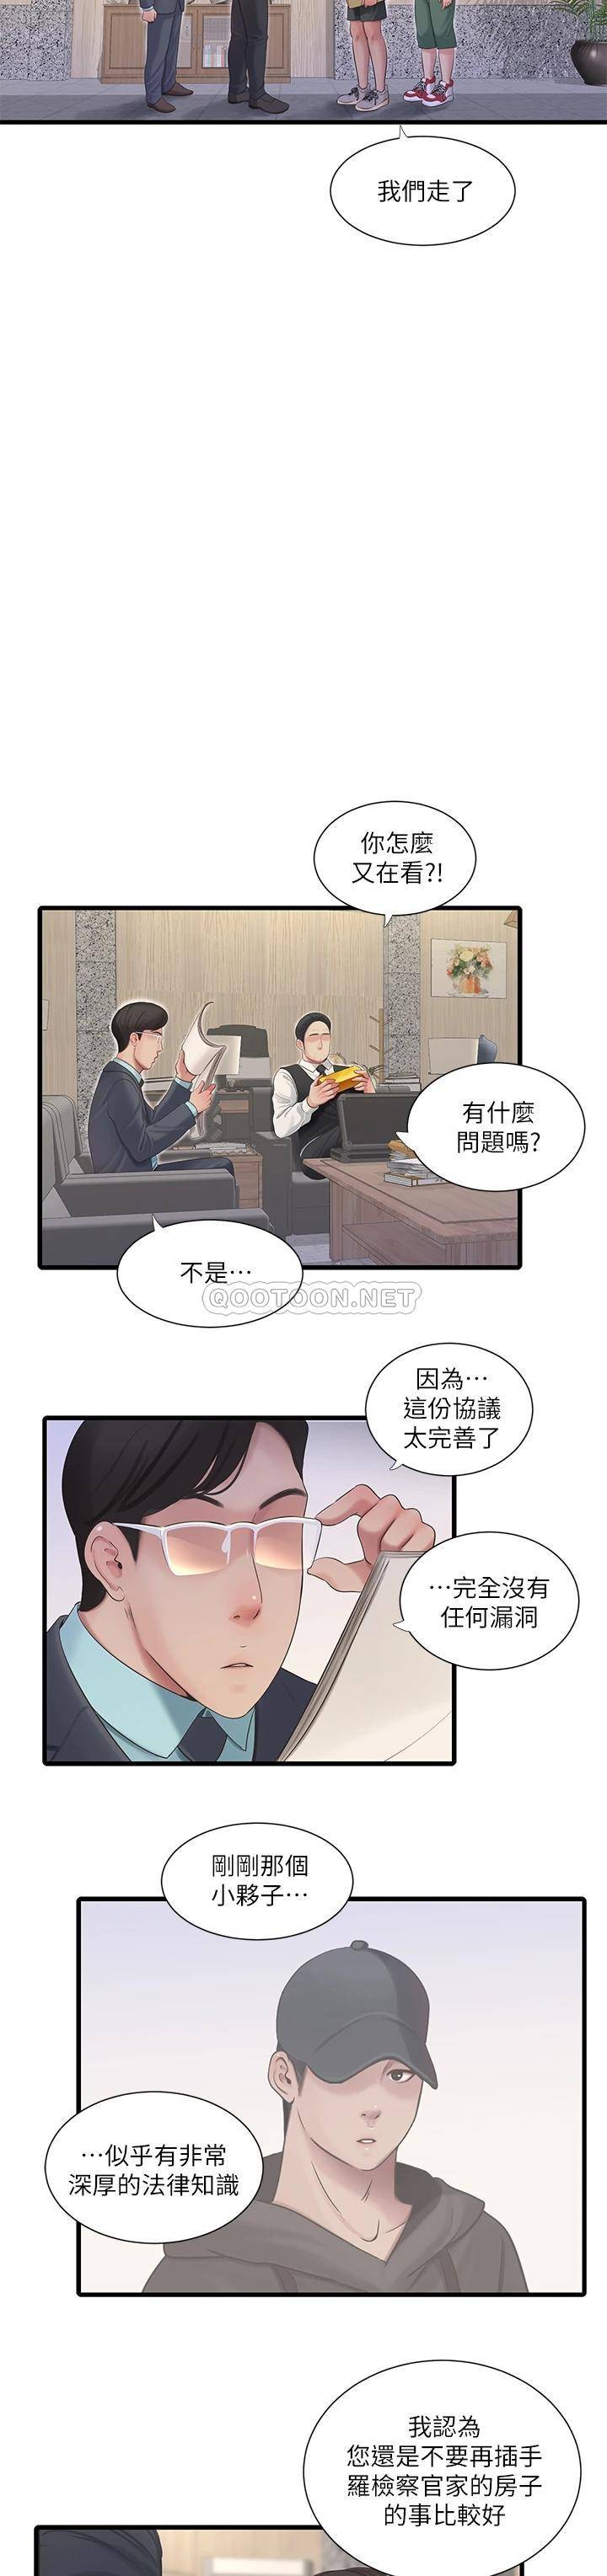 我們走了
你怎麼
又在看?!
有什麼
問題嗎?
不是…
QOOTOON.NET
因為…
這份協議
太完善了
…完全沒有
任何漏洞
剛剛那個
小夥子…
…似乎有非常
深厚的法律知識
我認為
您還是不要再插手
羅檢察官家的房子
的事比較好